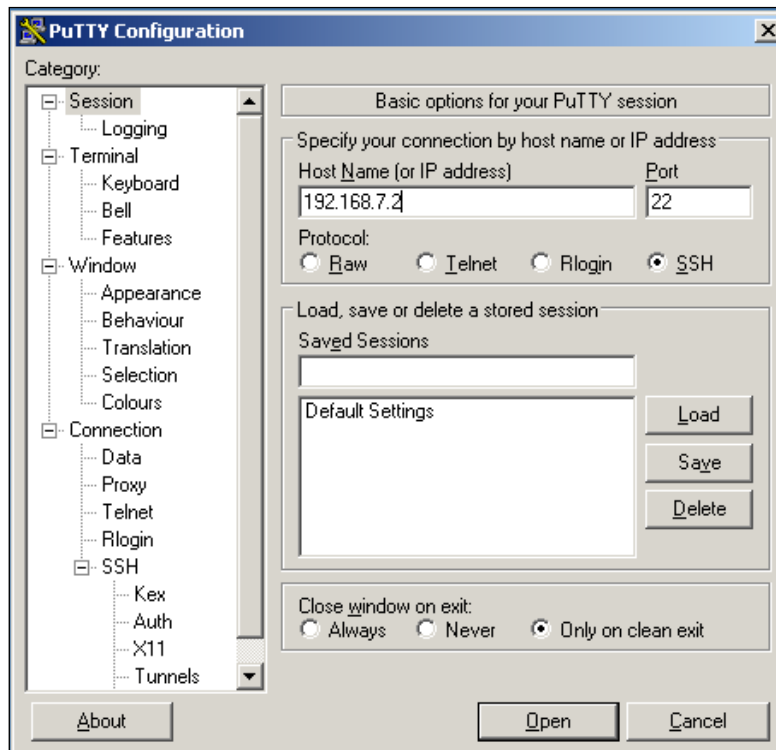 PuTTY Configuration
Category:
Session
Logging
Terminal
Keyboard
Bell
Features
Window
Appearance
Behaviour
Translation
Selection
Colours
Connection
Data
Proxy
Telnet
Rlogin
SSH
Kex
Auth
X11
Tunnels
Basic options for your PuTTY session
Specify your connection by host name or IP address
Host Name (or IP address) Port
192.168.7.2 22
Protocol:
Raw Telnet Rlogin SSH
Load, save or delete a stored session
Saved Sessions
Default Settings
Load
Save
Delete
Close window on exit:
Always Never Only on clean exit
About Open Cancel